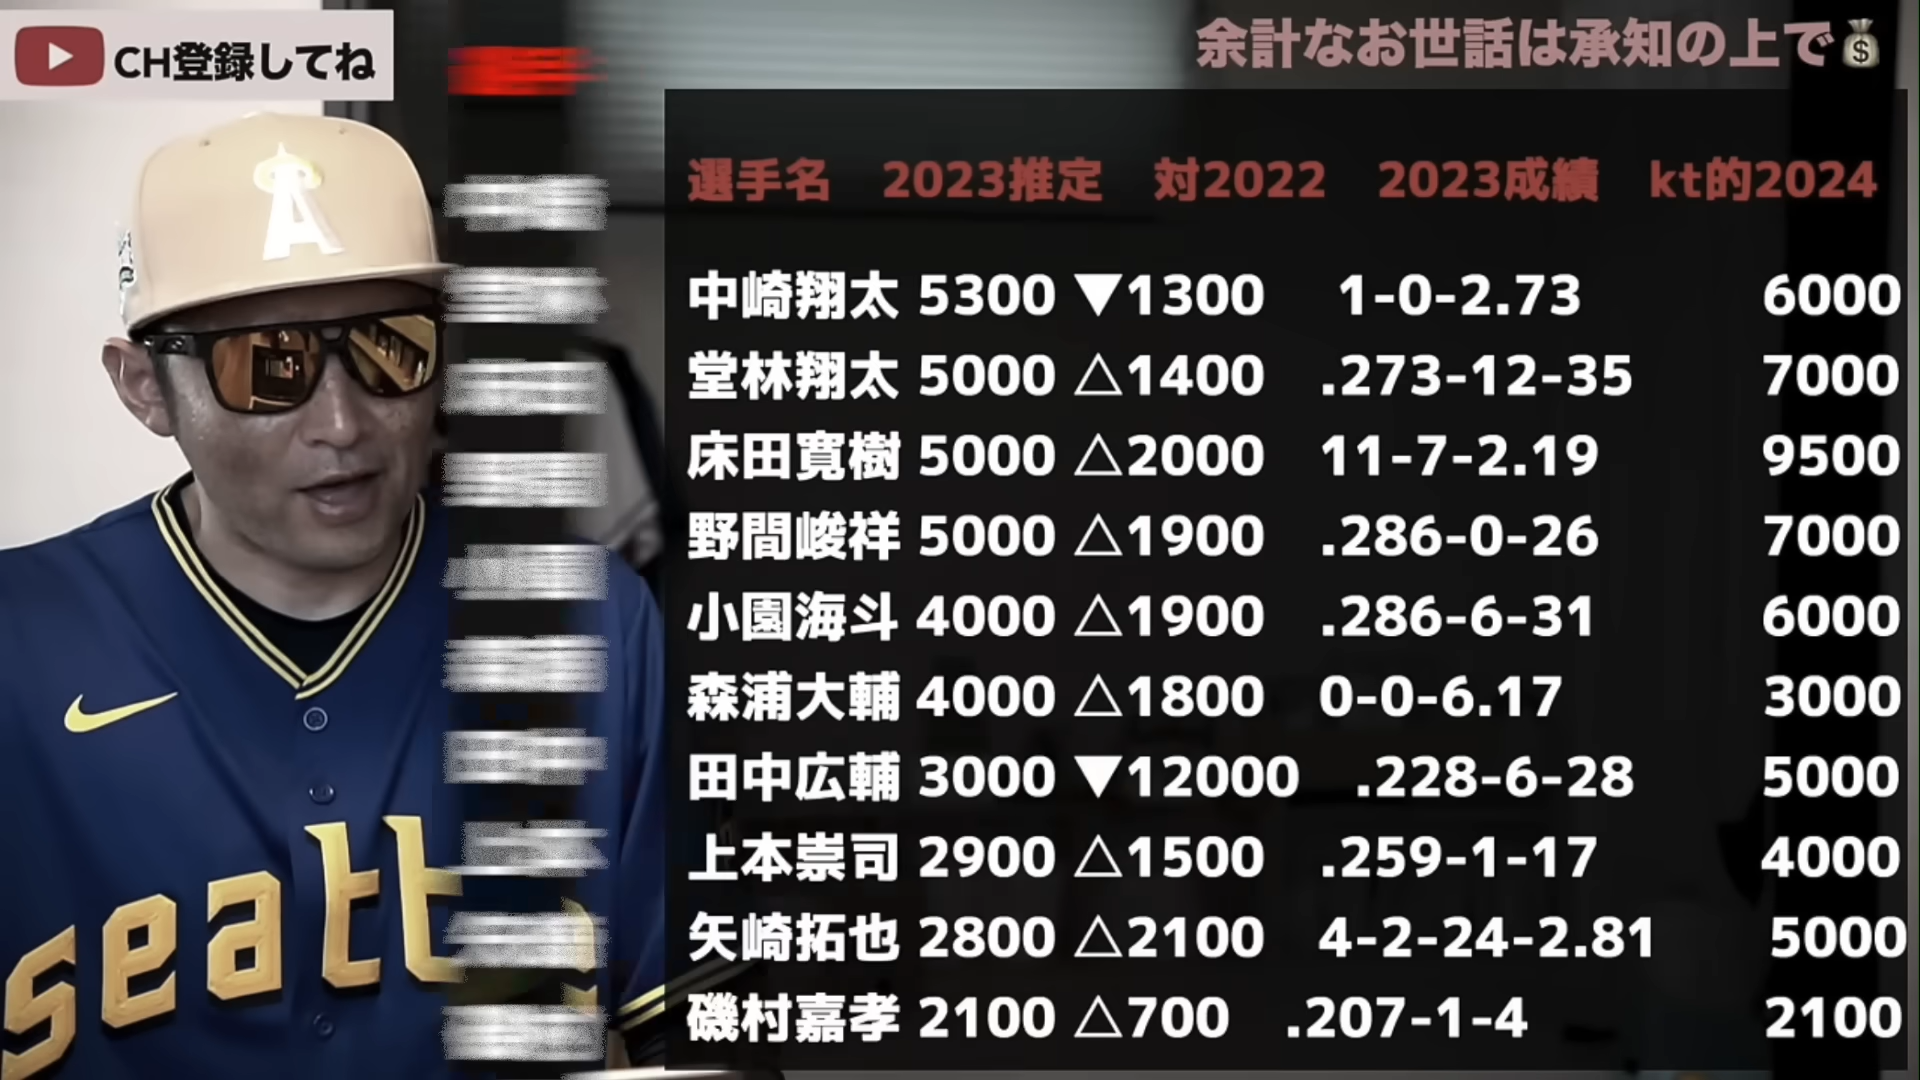 CH登録してね
余計なお世話は承知の上で
選手名 2023推定 対2022 2023成績 kt的2024
中崎翔太 5300 ▼1300 1-0-2.73 6000
堂林翔太 5000 △1400 .273-12-35 7000
床田寛樹 5000 △2000 11-7-2.19 9500
野間峻祥 5000 △1900 .286-0-26 7000
小園海斗 4000 △1900 .286-6-31 6000
森浦大輔 4000 △1800 0-0-6.17 3000
田中広輔 3000 ▼12000 .228-6-28 5000
上本崇司 2900 △1500 .259-1-17 4000
矢崎拓也 2800 △2100 4-2-24-2.81 5000
磯村嘉孝 2100 △700 .207-1-4 2100
A
seatt